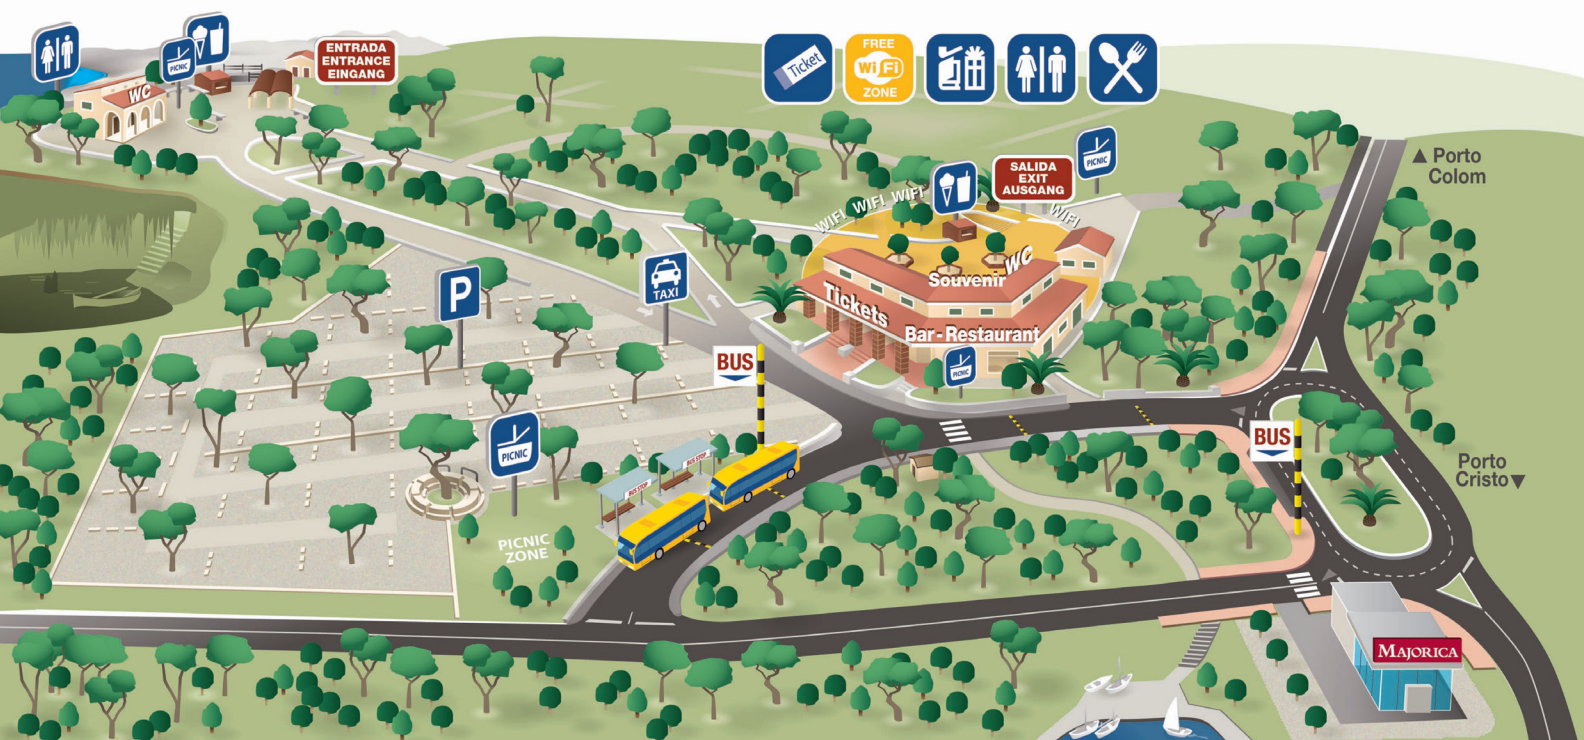 ENTRADA
ENTRANCE
EINGANG
PICNIC
WC
Ticket
FREE
WiFi
ZONE
PICNIC
SALIDA
EXIT
AUSGANG
▲ Porto
Colom
WIFI WIFI WIFI
WIFI
P
TAXI
Souvenir WC
Tickets
Bar-Restaurant
BUS
PICNIC
BUS
PICNIC
BUS STOP
BUS STOP
PICNIC
ZONE
Porto
Cristo ▼
MAJORICA